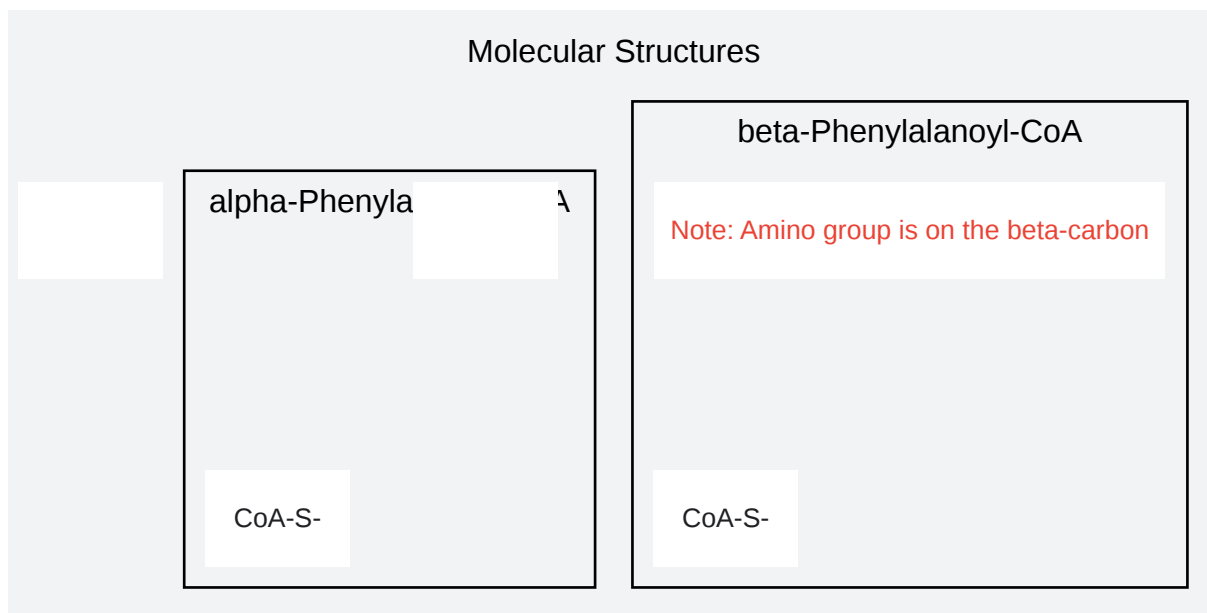 Molecular Structures
beta-Phenylalanoyl-CoA
alpha-Phenyla A
Note: Amino group is on the beta-carbon
CoA-S-
CoA-S-